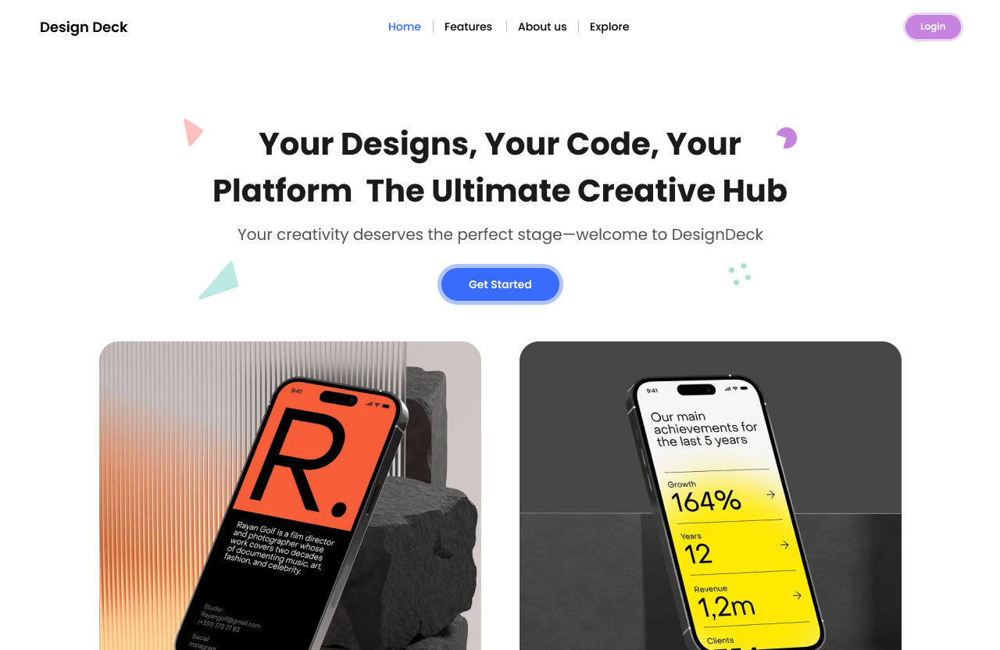 Design Deck
Home
Features
About us
Explore
Login
Your Designs, Your Code, Your
Platform The Ultimate Creative Hub
Your creativity deserves the perfect stage—welcome to DesignDeck
Get Started
9:41
R.
Rayan Golf is a film director
and photographer whose
work covers two decades
of documenting music, art,
fashion, and celebrity.
Studio:
Rayangolf@gmail.com
(+351) 372 77 83
Social:
Instagram
9:41
Our main
achievements for
the last 5 years
Growth
164%
Years
12
Revenue
1,2m
Clients